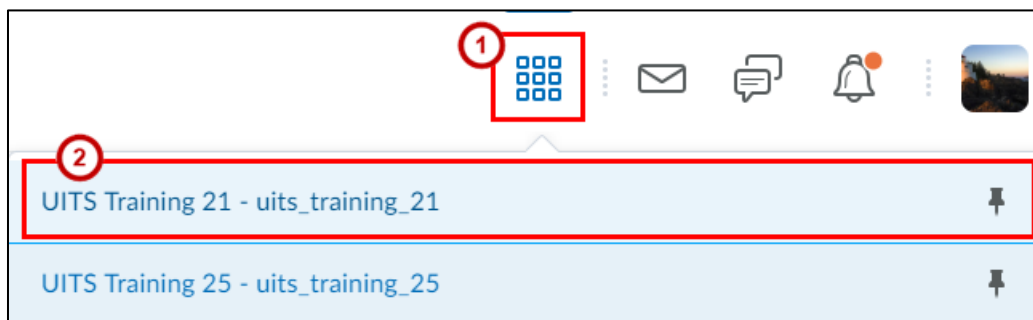 1
2
UITS Training 21 - uits_training_21
UITS Training 25 - uits_training_25